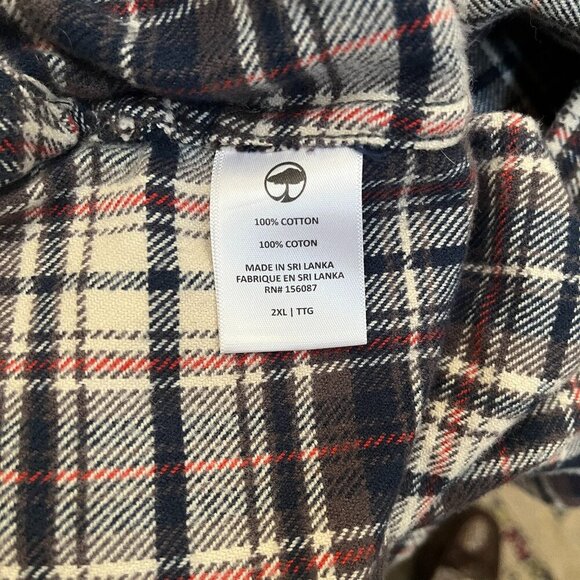 100% COTTON
100% COTON
MADE IN SRI LANKA
FABRIQUE EN SRI LANKA
RN# 156087
2XL | TTG